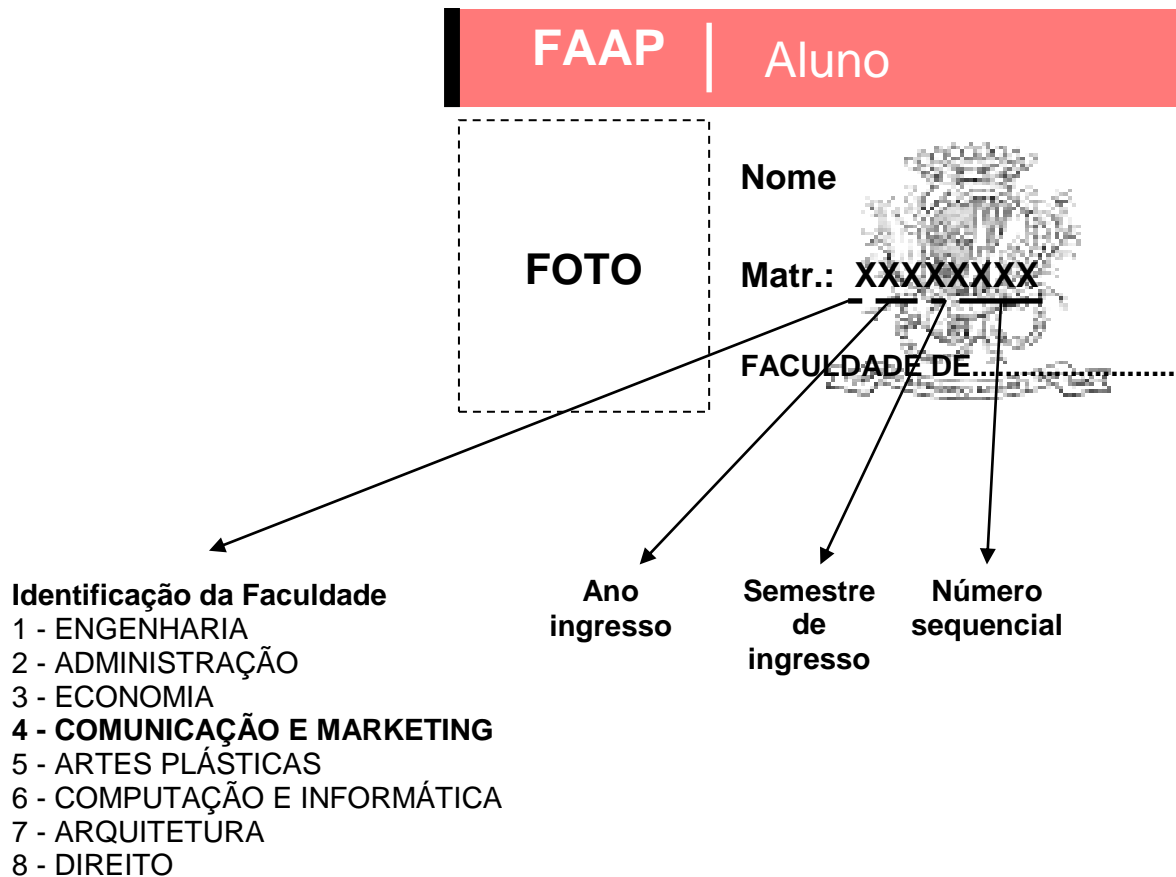 FAAP | Aluno
FOTO
Nome
Matr.: XXXXXXXX
FACULDADE DE........................
Identificação da Faculdade
1 - ENGENHARIA
2 - ADMINISTRAÇÃO
3 - ECONOMIA
4 - COMUNICAÇÃO E MARKETING
5 - ARTES PLÁSTICAS
6 - COMPUTAÇÃO E INFORMÁTICA
7 - ARQUITETURA
8 - DIREITO
Ano
ingresso
Semestre
de
ingresso
Número
sequencial